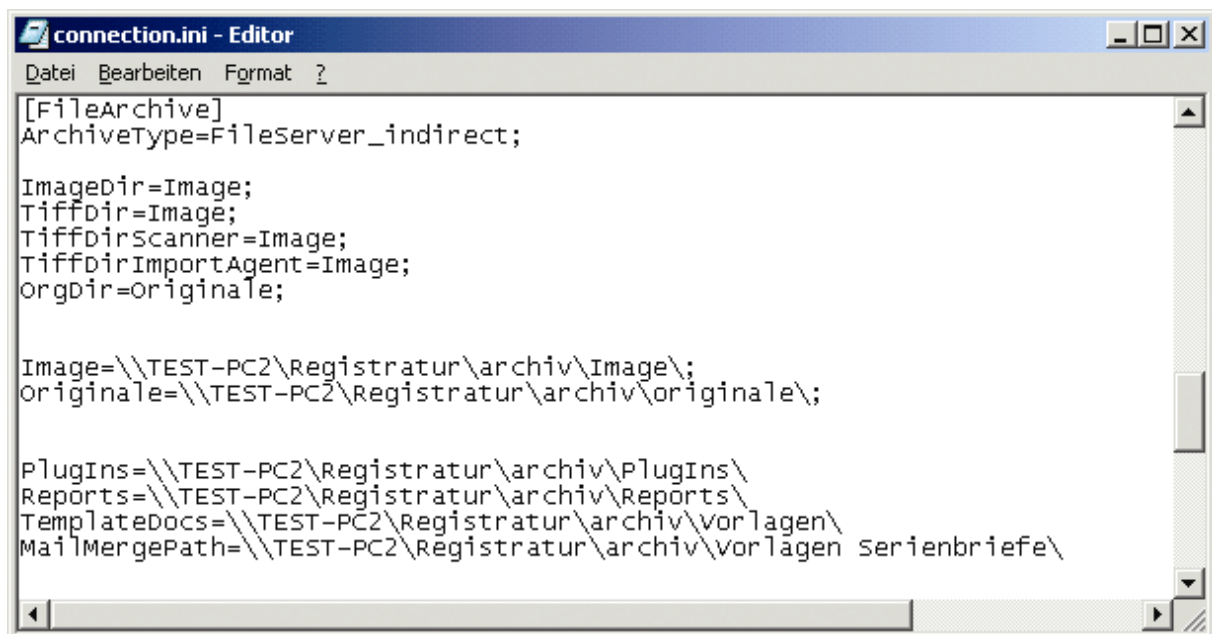 connection.ini - Editor
Datei Bearbeiten Format ?
[FileArchive]
ArchiveType=FileServer_indirect;
ImageDir=Image;
TiffDir=Image;
TiffDirScanner=Image;
TiffDirImportAgent=Image;
OrgDir=Originale;
Image=\\TEST-PC2\Registratur\archiv\Image\;
Originale=\\TEST-PC2\Registratur\archiv\originale\;
PlugIns=\\TEST-PC2\Registratur\archiv\PlugIns\
Reports=\\TEST-PC2\Registratur\archiv\Reports\
TemplateDocs=\\TEST-PC2\Registratur\archiv\Vorlagen\
MailMergePath=\\TEST-PC2\Registratur\archiv\Vorlagen Serienbriefe\